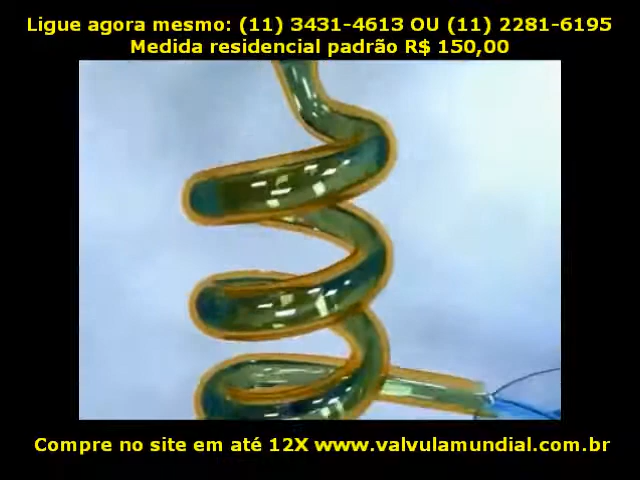 Ligue agora mesmo: (11) 3431-4613 OU (11) 2281-6195
Medida residencial padrão R$ 150,00
Compre no site em até 12X www.valvulamundial.com.br